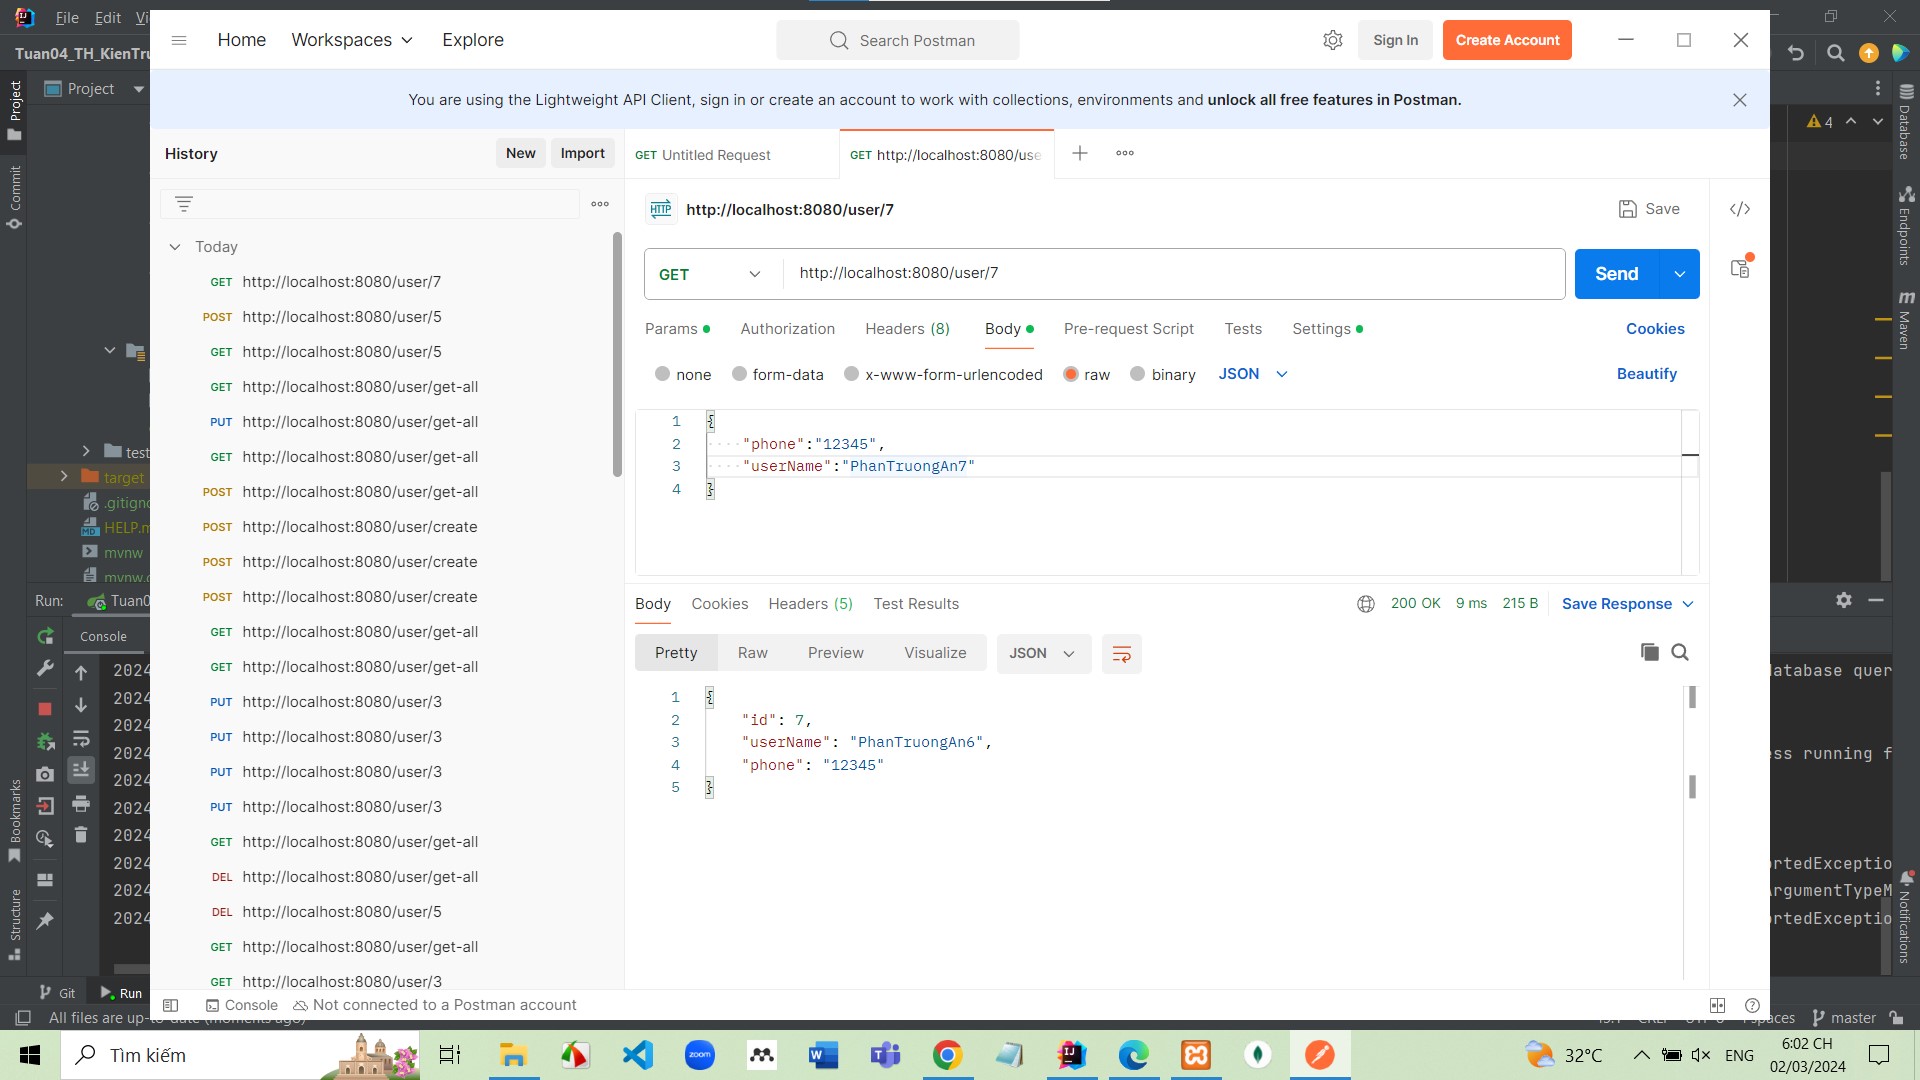 File Edit Vi
Tuan04_TH_KienTru
Project
Project
Commit
Bookmarks
Structure
test
target
.gitigno
HELP.m
mvnw
mvnw.c
Run: Tuan0
Console
2024
2024
2024
2024
2024
2024
2024
2024
2024
2024
Git Run
Home Workspaces Explore
Search Postman
Sign In Create Account
You are using the Lightweight API Client, sign in or create an account to work with collections, environments and unlock all free features in Postman.
History New Import
Today
GET http://localhost:8080/user/7
POST http://localhost:8080/user/5
GET http://localhost:8080/user/5
GET http://localhost:8080/user/get-all
PUT http://localhost:8080/user/get-all
GET http://localhost:8080/user/get-all
POST http://localhost:8080/user/get-all
POST http://localhost:8080/user/create
POST http://localhost:8080/user/create
POST http://localhost:8080/user/create
GET http://localhost:8080/user/get-all
GET http://localhost:8080/user/get-all
PUT http://localhost:8080/user/3
PUT http://localhost:8080/user/3
PUT http://localhost:8080/user/3
PUT http://localhost:8080/user/3
GET http://localhost:8080/user/get-all
DEL http://localhost:8080/user/get-all
DEL http://localhost:8080/user/5
GET http://localhost:8080/user/get-all
GET http://localhost:8080/user/3
GET Untitled Request GET http://localhost:8080/use
HTTP http://localhost:8080/user/7 Save </>
GET http://localhost:8080/user/7 Send
Params Authorization Headers (8) Body Pre-request Script Tests Settings Cookies
none form-data x-www-form-urlencoded raw binary JSON Beautify
1 {
2 "phone":"12345",
3 "userName":"PhanTruongAn7"
4 }
Body Cookies Headers (5) Test Results 200 OK 9 ms 215 B Save Response
Pretty Raw Preview Visualize JSON
1 {
2 "id": 7,
3 "userName": "PhanTruongAn6",
4 "phone": "12345"
5 }
Console Not connected to a Postman account
4
Database
Endpoints
m Maven
Notifications
atabase quer
ss running f
rtedExceptio
rgumentTypeM
rtedExceptio
master
Tìm kiếm
zoom
32°C ENG
6:02 CH
02/03/2024